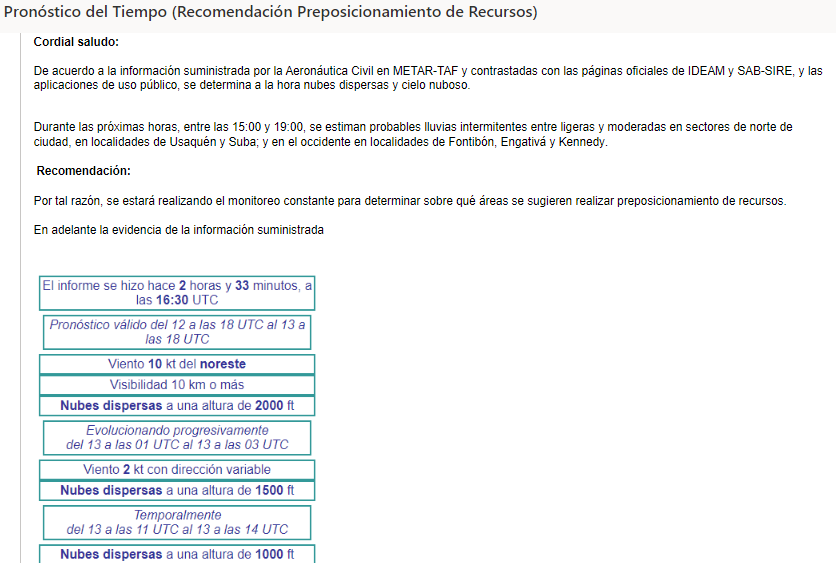 Pronóstico del Tiempo (Recomendación Preposicionamiento de Recursos)
Cordial saludo:
De acuerdo a la información suministrada por la Aeronáutica Civil en METAR-TAF y contrastadas con las páginas oficiales de IDEAM y SAB-SIRE, y las
aplicaciones de uso público, se determina a la hora nubes dispersas y cielo nuboso.
Durante las próximas horas, entre las 15:00 y 19:00, se estiman probables lluvias intermitentes entre ligeras y moderadas en sectores de norte de
ciudad, en localidades de Usaquén y Suba; y en el occidente en localidades de Fontibón, Engativá y Kennedy.
Recomendación:
Por tal razón, se estará realizando el monitoreo constante para determinar sobre qué áreas se sugieren realizar preposicionamiento de recursos.
En adelante la evidencia de la información suministrada
El informe se hizo hace 2 horas y 33 minutos, a
las 16:30 UTC
Pronóstico válido del 12 a las 18 UTC al 13 a
las 18 UTC
Viento 10 kt del noreste
Visibilidad 10 km o más
Nubes dispersas a una altura de 2000 ft
Evolucionando progresivamente
del 13 a las 01 UTC al 13 a las 03 UTC
Viento 2 kt con dirección variable
Nubes dispersas a una altura de 1500 ft
Temporalmente
del 13 a las 11 UTC al 13 a las 14 UTC
Nubes dispersas a una altura de 1000 ft